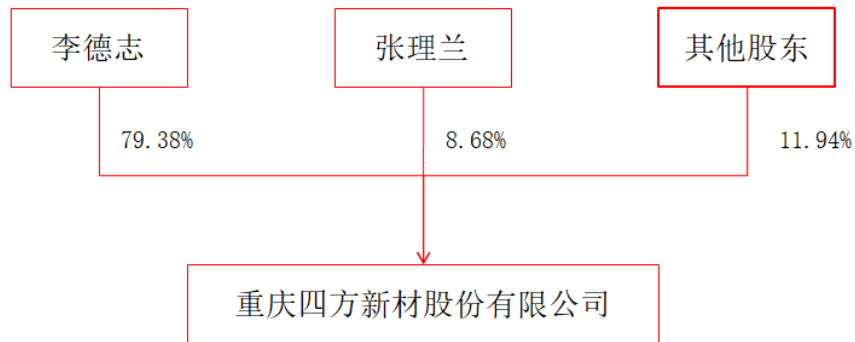 李德志
张理兰
其他股东
79.38%
8.68%
11.94%
重庆四方新材股份有限公司